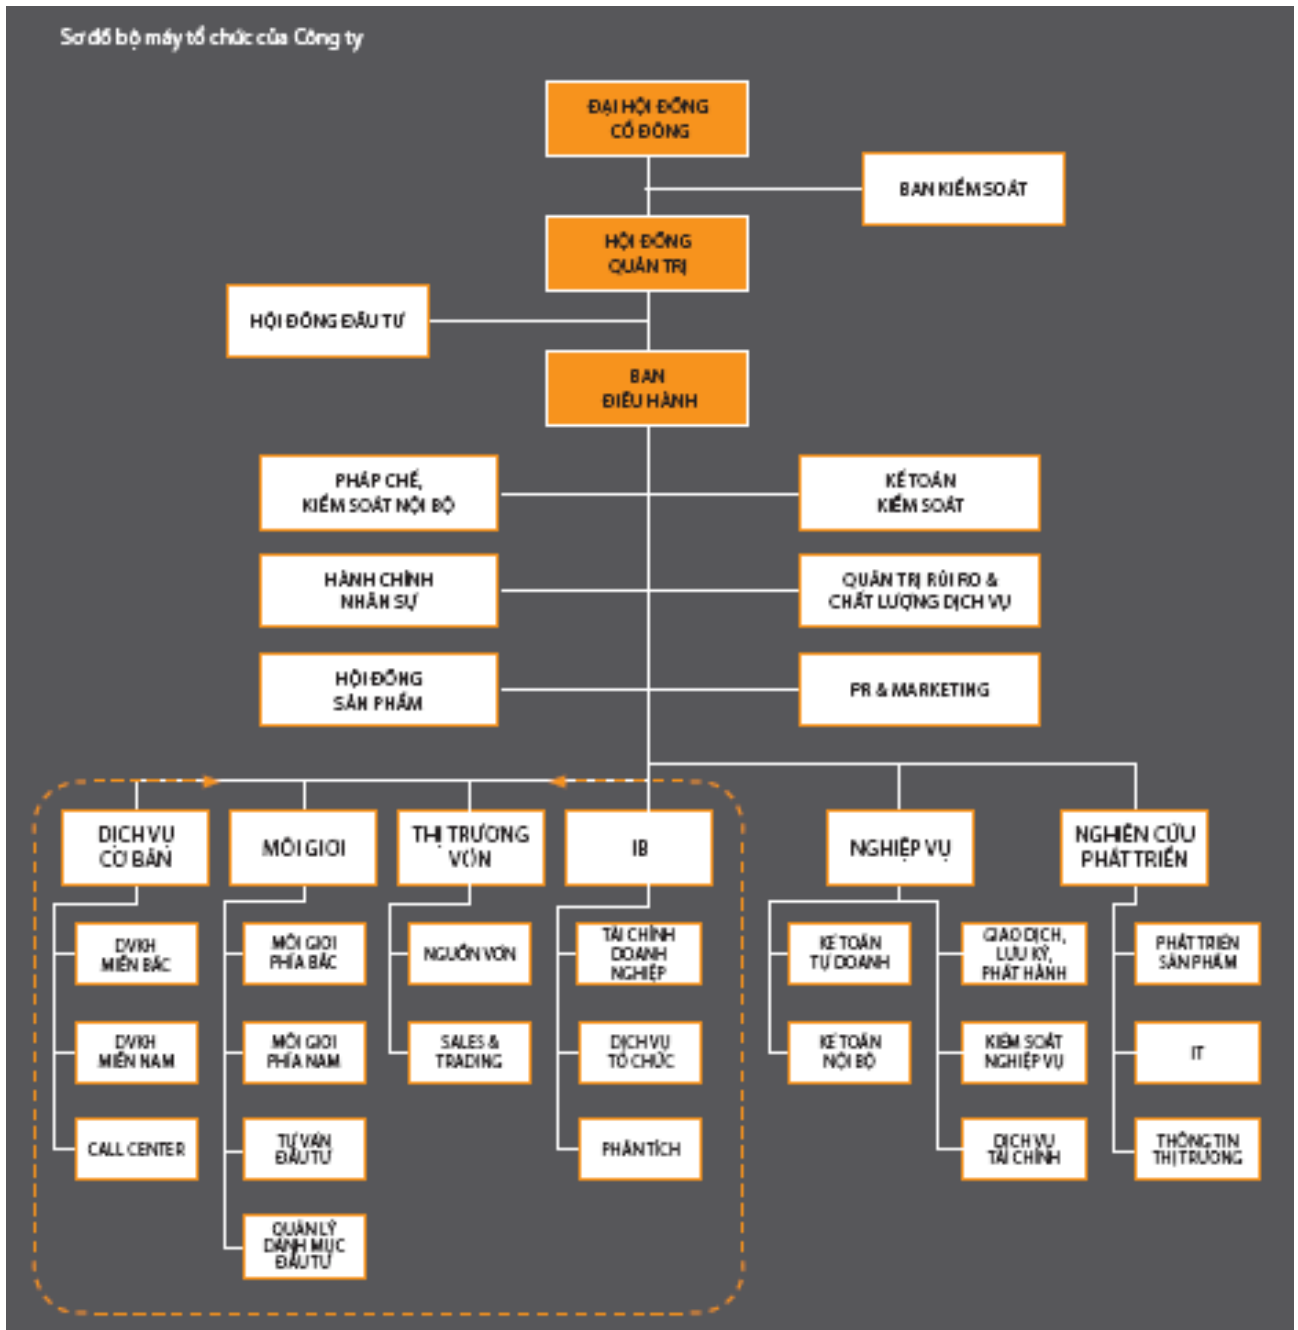 Sơ đồ bộ máy tổ chức của Công ty
ĐẠI HỘI ĐỒNG
CỔ ĐÔNG
BAN KIỂM SOÁT
HỘI ĐỒNG
QUẢN TRỊ
HỘI ĐỒNG ĐẦU TƯ
BAN
ĐIỀU HÀNH
PHÁP CHẾ,
KIỂM SOÁT NỘI BỘ
KẾ TOÁN
KIỂM SOÁT
HÀNH CHÍNH
NHÂN SỰ
QUẢN TRỊ RỦI RO &
CHẤT LƯỢNG DỊCH VỤ
HỘI ĐỒNG
SẢN PHẨM
PR & MARKETING
DỊCH VỤ
CƠ BẢN
MÔI GIỚI
THỊ TRƯỜNG
VỐN
IB
NGHIỆP VỤ
NGHIÊN CỨU
PHÁT TRIỂN
DVKH
MIỀN BẮC
MÔI GIỚI
PHÍA BẮC
NGUỒN VỐN
TÀI CHÍNH
DOANH
NGHIỆP
KẾ TOÁN
TỰ DOANH
GIAO DỊCH,
LƯU KÝ,
PHÁT HÀNH
PHÁT TRIỂN
SẢN PHẨM
DVKH
MIỀN NAM
MÔI GIỚI
PHÍA NAM
SALES &
TRADING
DỊCH VỤ
TỔ CHỨC
KẾ TOÁN
NỘI BỘ
KIỂM SOÁT
NGHIỆP VỤ
IT
CALL CENTER
TƯ VẤN
ĐẦU TƯ
PHÂN TÍCH
DỊCH VỤ
TÀI CHÍNH
THÔNG TIN
THỊ TRƯỜNG
QUẢN LÝ
DANH MỤC
ĐẦU TƯ